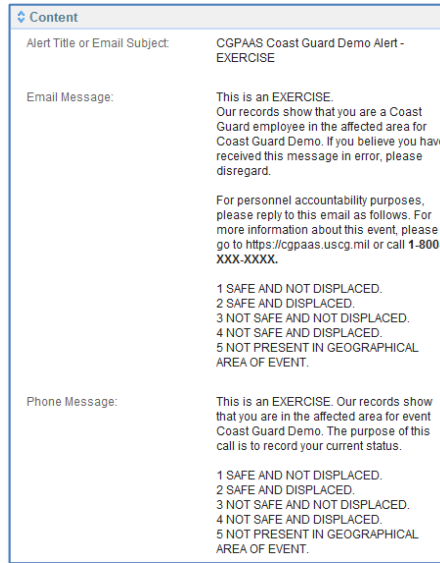 Content
Alert Title or Email Subject: CGPAAS Coast Guard Demo Alert -
EXERCISE
Email Message: This is an EXERCISE.
Our records show that you are a Coast
Guard employee in the affected area for
Coast Guard Demo. If you believe you have
received this message in error, please
disregard.
For personnel accountability purposes,
please reply to this email as follows. For
more information about this event, please
go to https://cgpaas.uscg.mil or call 1-800-
XXX-XXXX.
1 SAFE AND NOT DISPLACED.
2 SAFE AND DISPLACED.
3 NOT SAFE AND NOT DISPLACED.
4 NOT SAFE AND DISPLACED.
5 NOT PRESENT IN GEOGRAPHICAL
AREA OF EVENT.
Phone Message: This is an EXERCISE. Our records show
that you are in the affected area for event
Coast Guard Demo. The purpose of this
call is to record your current status.
1 SAFE AND NOT DISPLACED.
2 SAFE AND DISPLACED.
3 NOT SAFE AND NOT DISPLACED.
4 NOT SAFE AND DISPLACED.
5 NOT PRESENT IN GEOGRAPHICAL
AREA OF EVENT.